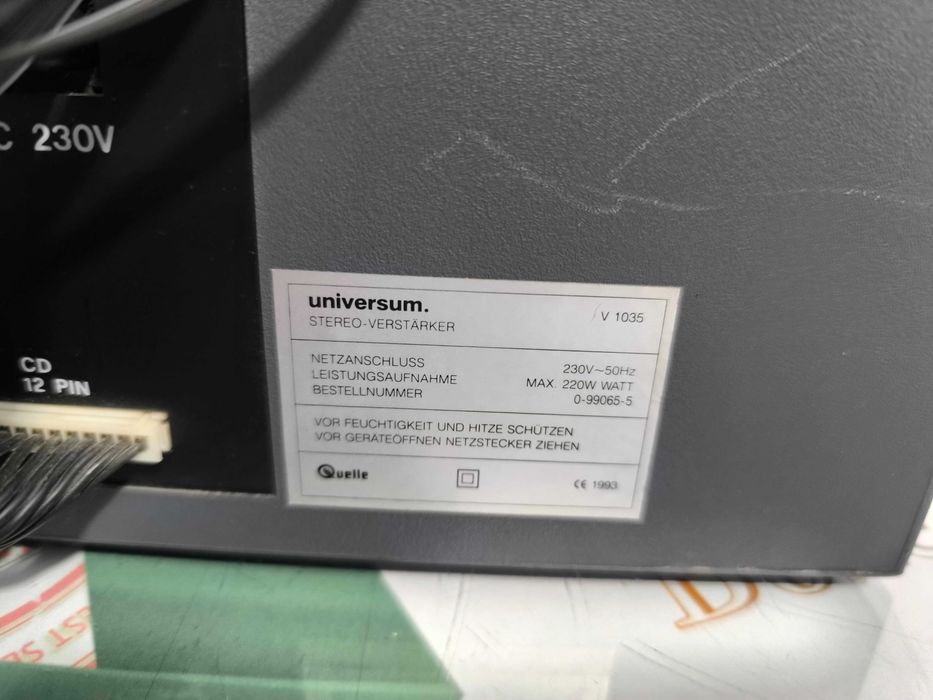 C 230V
CD
12 PIN
universum.
STEREO-VERSTÄRKER
V 1035
NETZANSCHLUSS 230V~50Hz
LEISTUNGSAUFNAHME MAX. 220W WATT
BESTELLNUMMER 0-99065-5
VOR FEUCHTIGKEIT UND HITZE SCHÜTZEN
VOR GERÄTEÖFFNEN NETZSTECKER ZIEHEN
Quelle
CE 1993